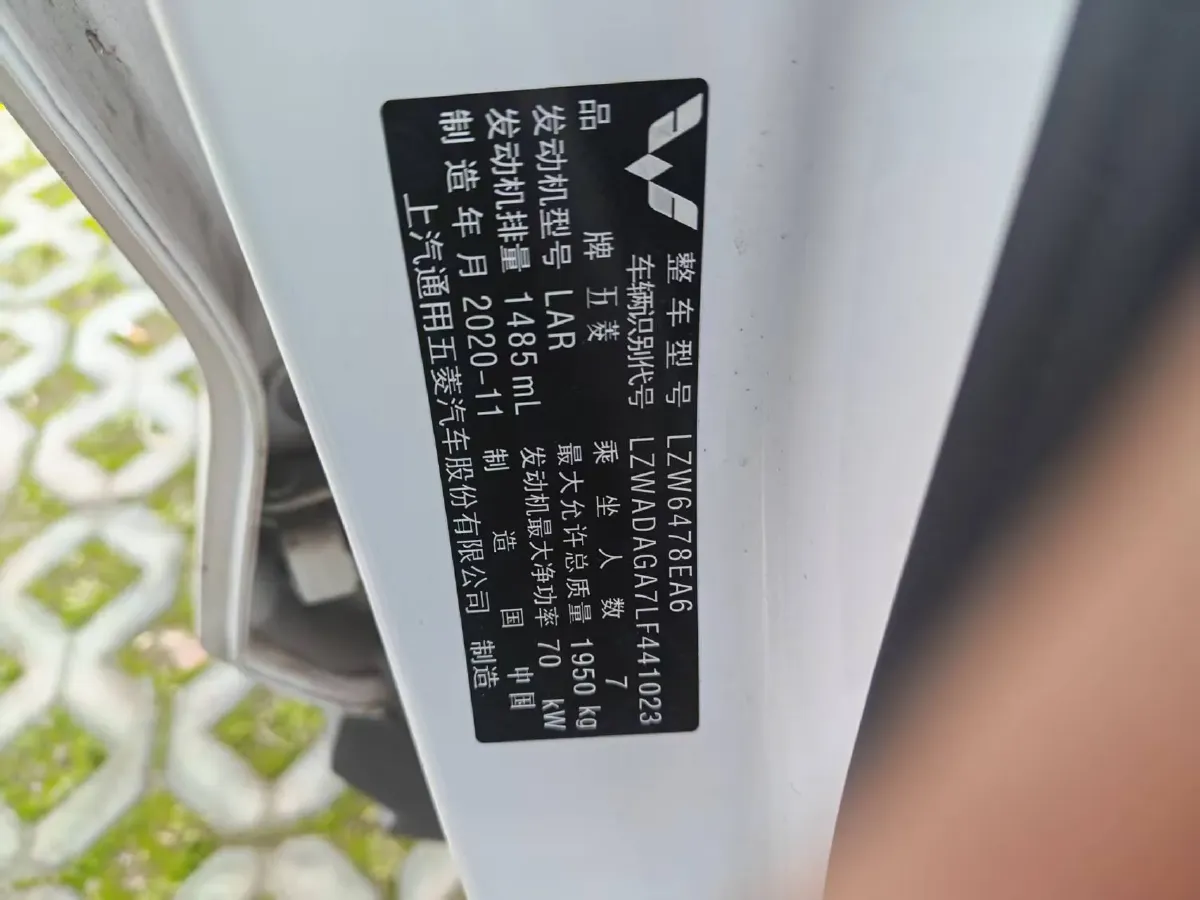 整车型号 LZW6478EA6
车辆识别代号 LZWADAGA7LF441023
品牌 五菱 乘坐人数 7
发动机型号 LAR 最大允许总质量 1950 kg
发动机排量 1485 mL 发动机最大净功率 70 kW
制造年月 2020-11 制造国 中国
上汽通用五菱汽车股份有限公司 制造